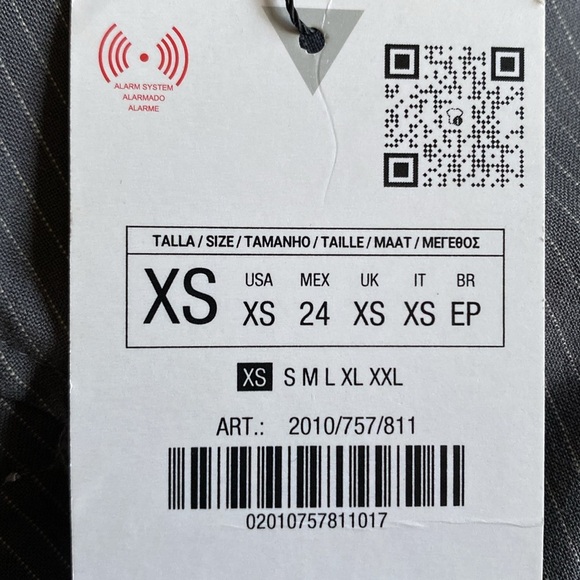 ALARM SYSTEM
ALARMADO
ALARME
TALLA / SIZE / TAMANHO / TAILLE / MAAT / ΜΕΓΕΘΟΣ
XS
USA MEX UK IT BR
XS 24 XS XS EP
XS S M L XL XXL
ART.: 2010/757/811
02010757811017